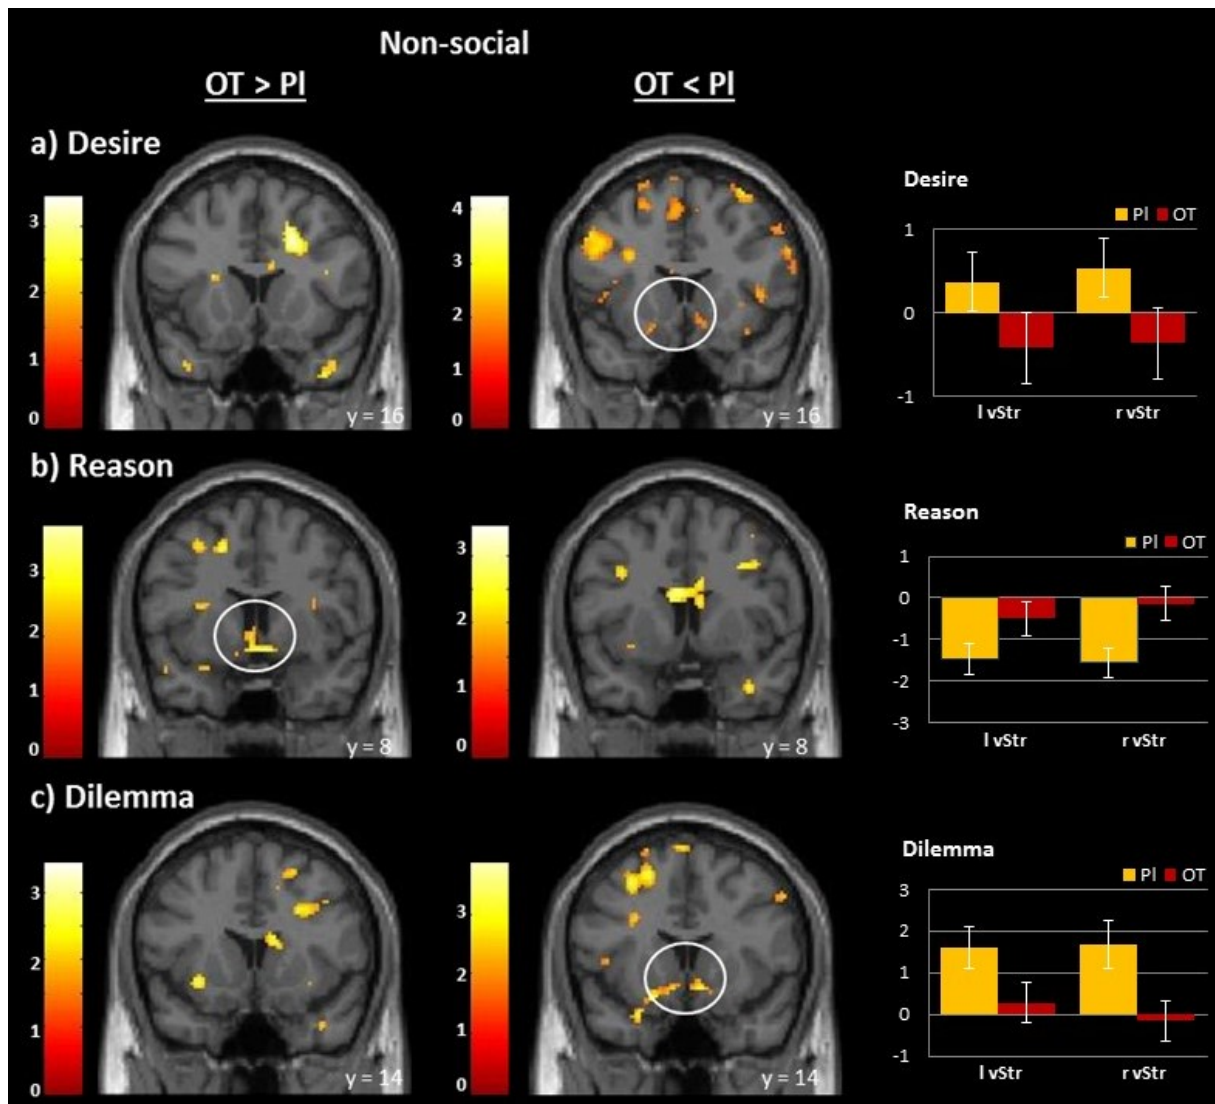 Non-social
OT > Pl
OT < Pl
a) Desire
3
2
1
0
y = 16
4
3
2
1
0
y = 16
Desire
Pl OT
1
0
-1
l vStr r vStr
b) Reason
3
2
1
0
y = 8
3
2
1
0
y = 8
Reason
Pl OT
1
0
-1
-2
-3
l vStr r vStr
c) Dilemma
3
2
1
0
y = 14
3
2
1
0
y = 14
Dilemma
Pl OT
3
2
1
0
-1
l vStr r vStr